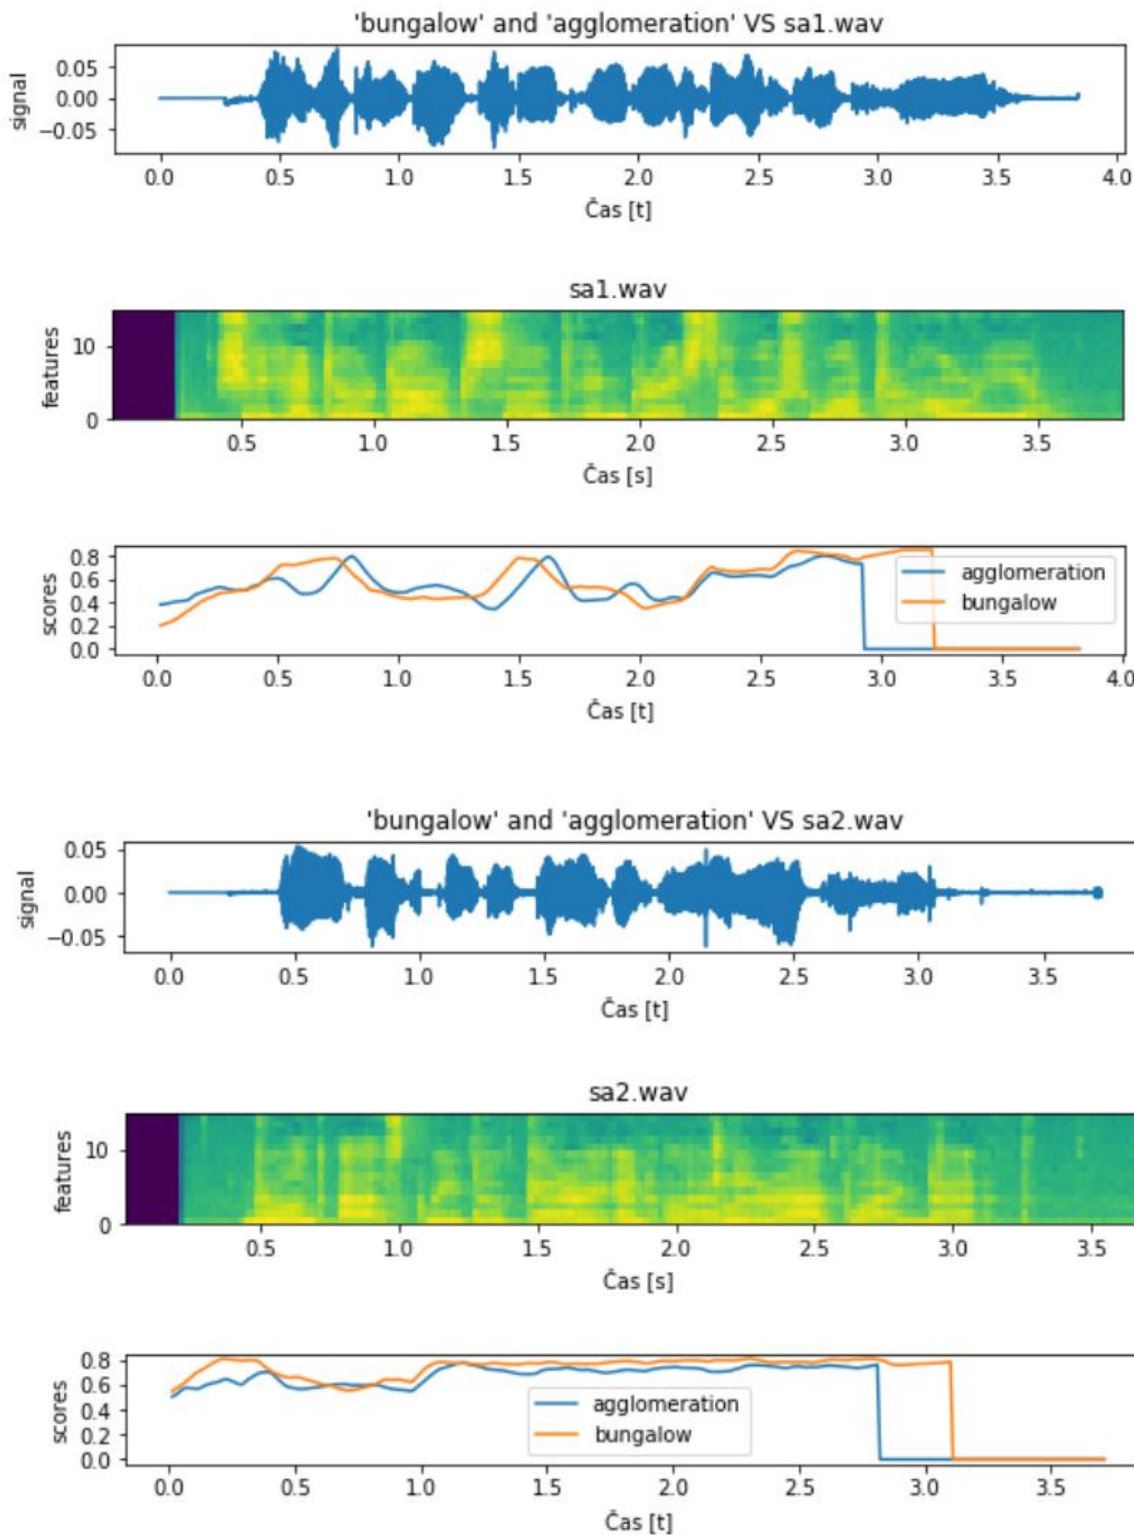 'bungalow' and 'agglomeration' VS sa1.wav
signal
0.05
0.00
−0.05
0.0 0.5 1.0 1.5 2.0 2.5 3.0 3.5 4.0
Čas [t]
sa1.wav
features
10
0
0.5 1.0 1.5 2.0 2.5 3.0 3.5
Čas [s]
scores
0.8
0.6
0.4
0.2
0.0
agglomeration
bungalow
0.0 0.5 1.0 1.5 2.0 2.5 3.0 3.5 4.0
Čas [t]
'bungalow' and 'agglomeration' VS sa2.wav
signal
0.05
0.00
−0.05
0.0 0.5 1.0 1.5 2.0 2.5 3.0 3.5
Čas [t]
sa2.wav
features
10
0
0.5 1.0 1.5 2.0 2.5 3.0 3.5
Čas [s]
scores
0.8
0.6
0.4
0.2
0.0
agglomeration
bungalow
0.0 0.5 1.0 1.5 2.0 2.5 3.0 3.5
Čas [t]